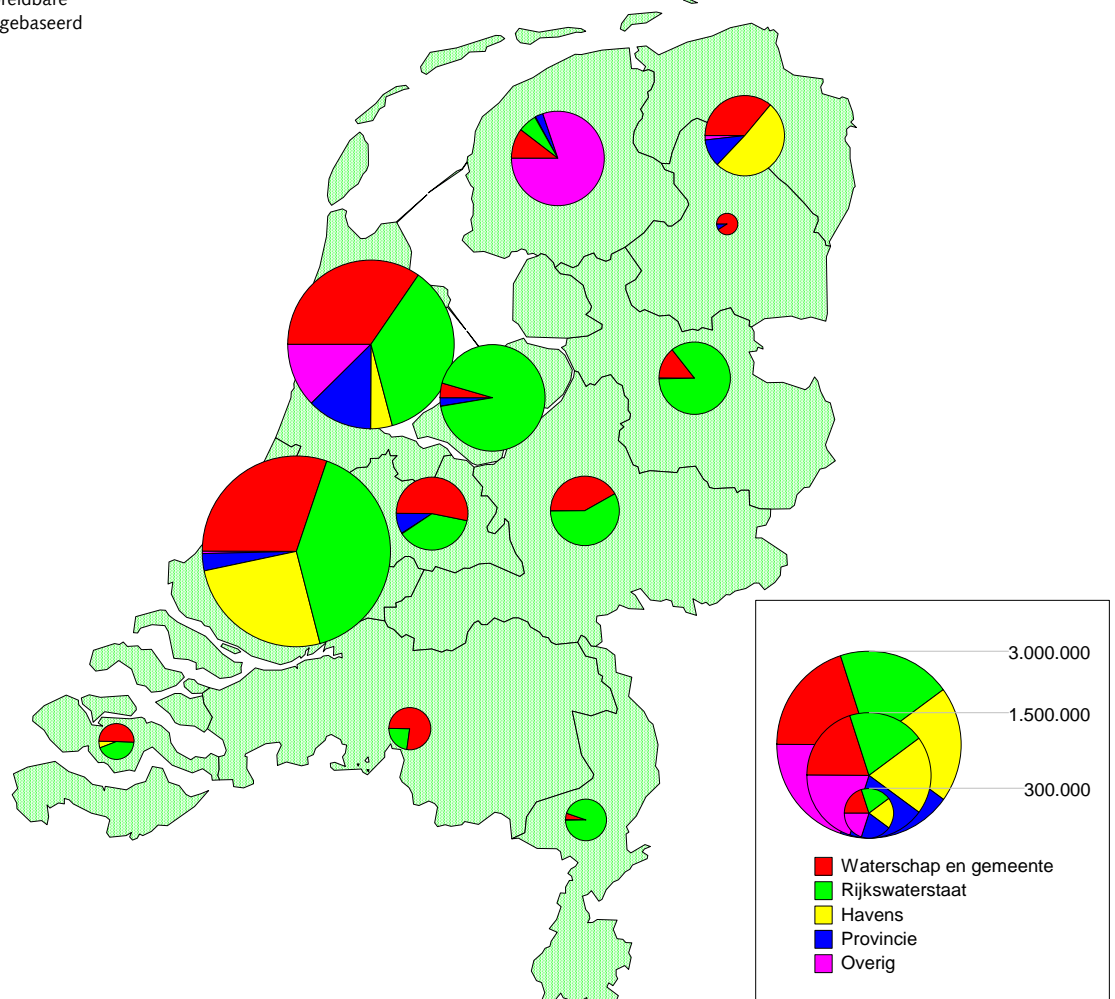 gebaseerd
3.000.000
1.500.000
300.000
Waterschap en gemeente
Rijkswaterstaat
Havens
Provincie
Overig